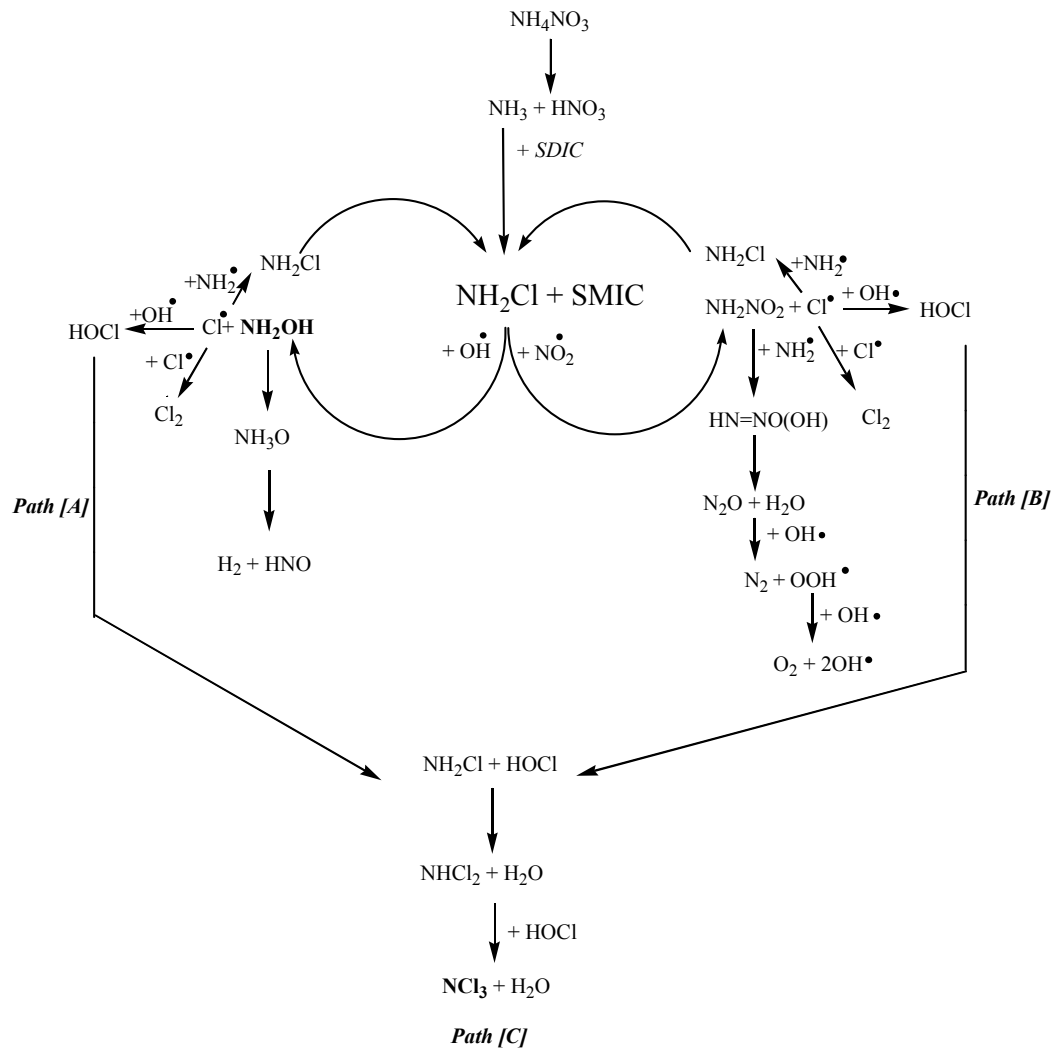 NH₄NO₃
NH₃ + HNO₃
+ SDIC
NH₂Cl
+NH₂•
+OH•
HOCl
Cl• + NH₂OH
+ Cl•
Cl₂
NH₃O
H₂ + HNO
Path [A]
NH₂Cl + SMIC
+ OH•
+ NO₂•
NH₂Cl
+NH₂•
NH₂NO₂ + Cl•
+ OH•
HOCl
+ NH₂•
+ Cl•
Cl₂
HN=NO(OH)
N₂O + H₂O
+ OH•
N₂ + OOH•
+ OH•
O₂ + 2OH•
Path [B]
NH₂Cl + HOCl
NHCl₂ + H₂O
+ HOCl
NCl₃ + H₂O
Path [C]